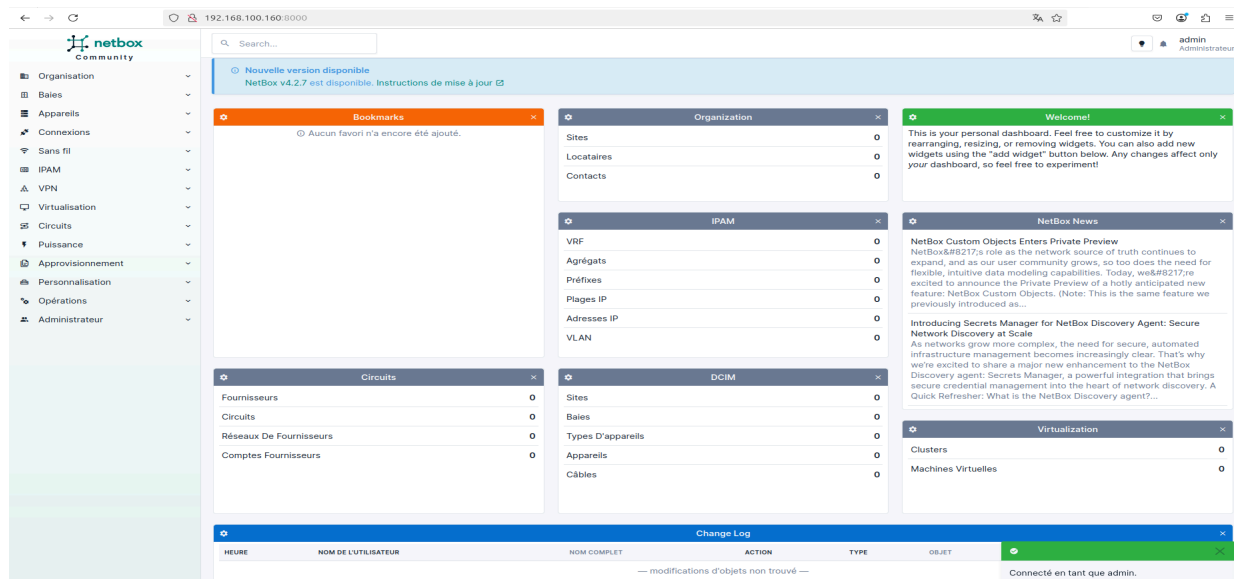 192.168.100.160:8000
netbox
Community
Search...
admin
Administrateur
Organisation
Baies
Appareils
Connexions
Sans fil
IPAM
VPN
Virtualisation
Circuits
Puissance
Approvisionnement
Personnalisation
Opérations
Administrateur
Nouvelle version disponible
NetBox v4.2.7 est disponible. Instructions de mise à jour
Bookmarks
Aucun favori n'a encore été ajouté.
Organization
Sites 0
Locataires 0
Contacts 0
Welcome!
This is your personal dashboard. Feel free to customize it by
rearranging, resizing, or removing widgets. You can also add new
widgets using the "add widget" button below. Any changes affect only
your dashboard, so feel free to experiment!
IPAM
VRF 0
Agrégats 0
Préfixes 0
Plages IP 0
Adresses IP 0
VLAN 0
NetBox News
NetBox Custom Objects Enters Private Preview
NetBox&#8217;s role as the network source of truth continues to
expand, and as our user community grows, so too does the need for
flexible, intuitive data modeling capabilities. Today, we&#8217;re
excited to announce the Private Preview of a hotly anticipated new
feature: NetBox Custom Objects. (Note: This is the same feature we
previously introduced as...
Introducing Secrets Manager for NetBox Discovery Agent: Secure
Network Discovery at Scale
As networks grow more complex, the need for secure, automated
infrastructure management becomes increasingly clear. That's why
we're excited to share a major new enhancement to the NetBox
Discovery agent: Secrets Manager, a powerful integration that brings
secure credential management into the heart of network discovery. A
Quick Refresher: What is the NetBox Discovery agent?...
Circuits
Fournisseurs 0
Circuits 0
Réseaux De Fournisseurs 0
Comptes Fournisseurs 0
DCIM
Sites 0
Baies 0
Types D'appareils 0
Appareils 0
Câbles 0
Virtualization
Clusters 0
Machines Virtuelles 0
Change Log
HEURE NOM DE L'UTILISATEUR NOM COMPLET ACTION TYPE OBJET
— modifications d'objets non trouvé —
Connecté en tant que admin.